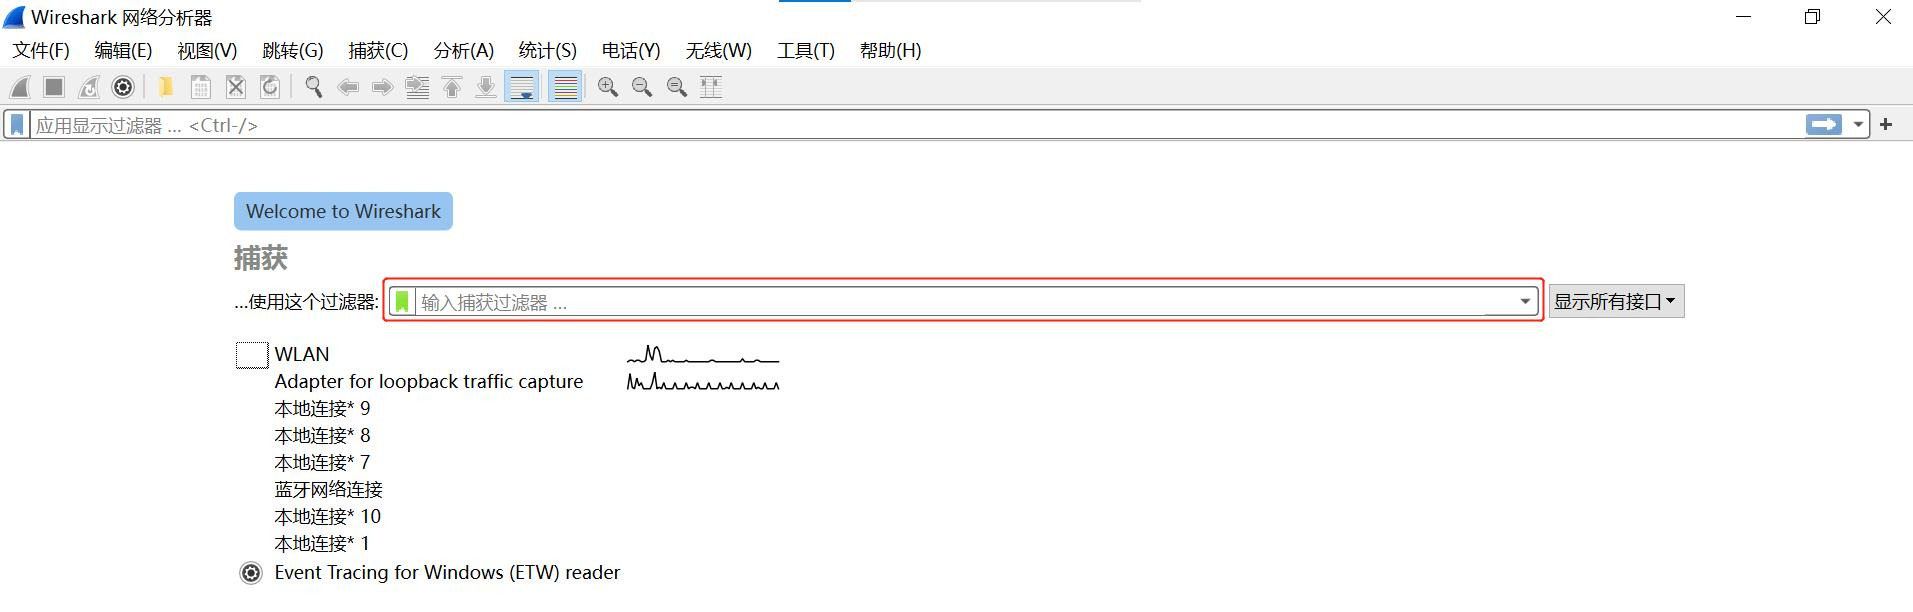 Wireshark 网络分析器
文件(F) 编辑(E) 视图(V) 跳转(G) 捕获(C) 分析(A) 统计(S) 电话(Y) 无线(W) 工具(T) 帮助(H)
应用显示过滤器 ... <Ctrl-/>
Welcome to Wireshark
捕获
...使用这个过滤器: 输入捕获过滤器 ... 显示所有接口
WLAN
Adapter for loopback traffic capture
本地连接* 9
本地连接* 8
本地连接* 7
蓝牙网络连接
本地连接* 10
本地连接* 1
Event Tracing for Windows (ETW) reader